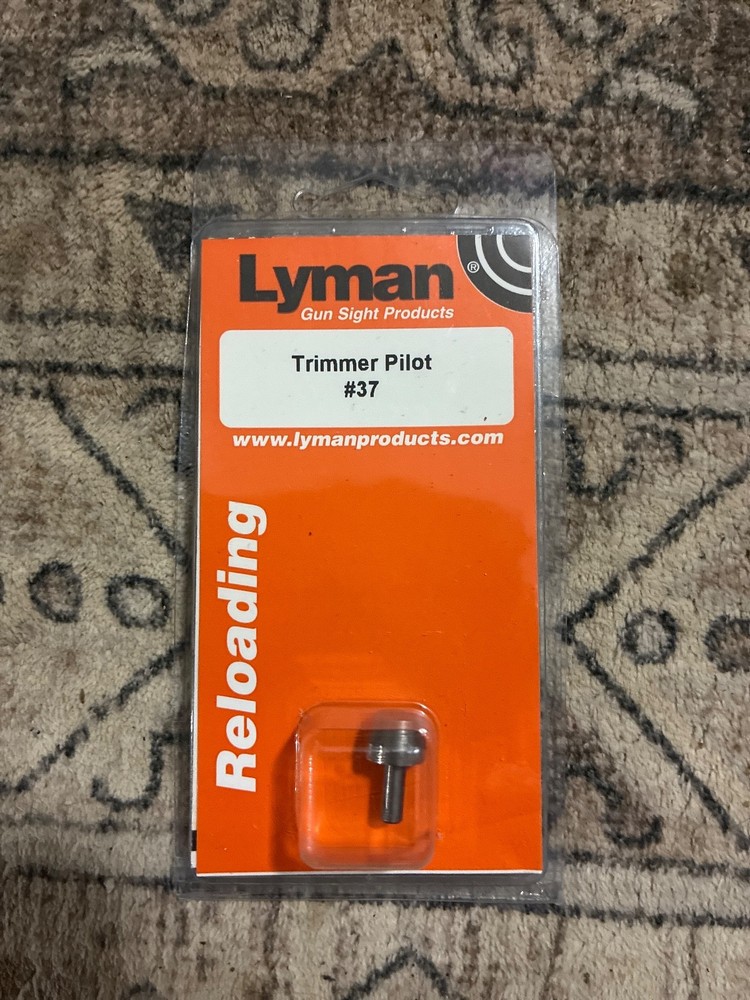 Lyman®
Gun Sight Products
Trimmer Pilot
#37
www.lymanproducts.com
Reloading